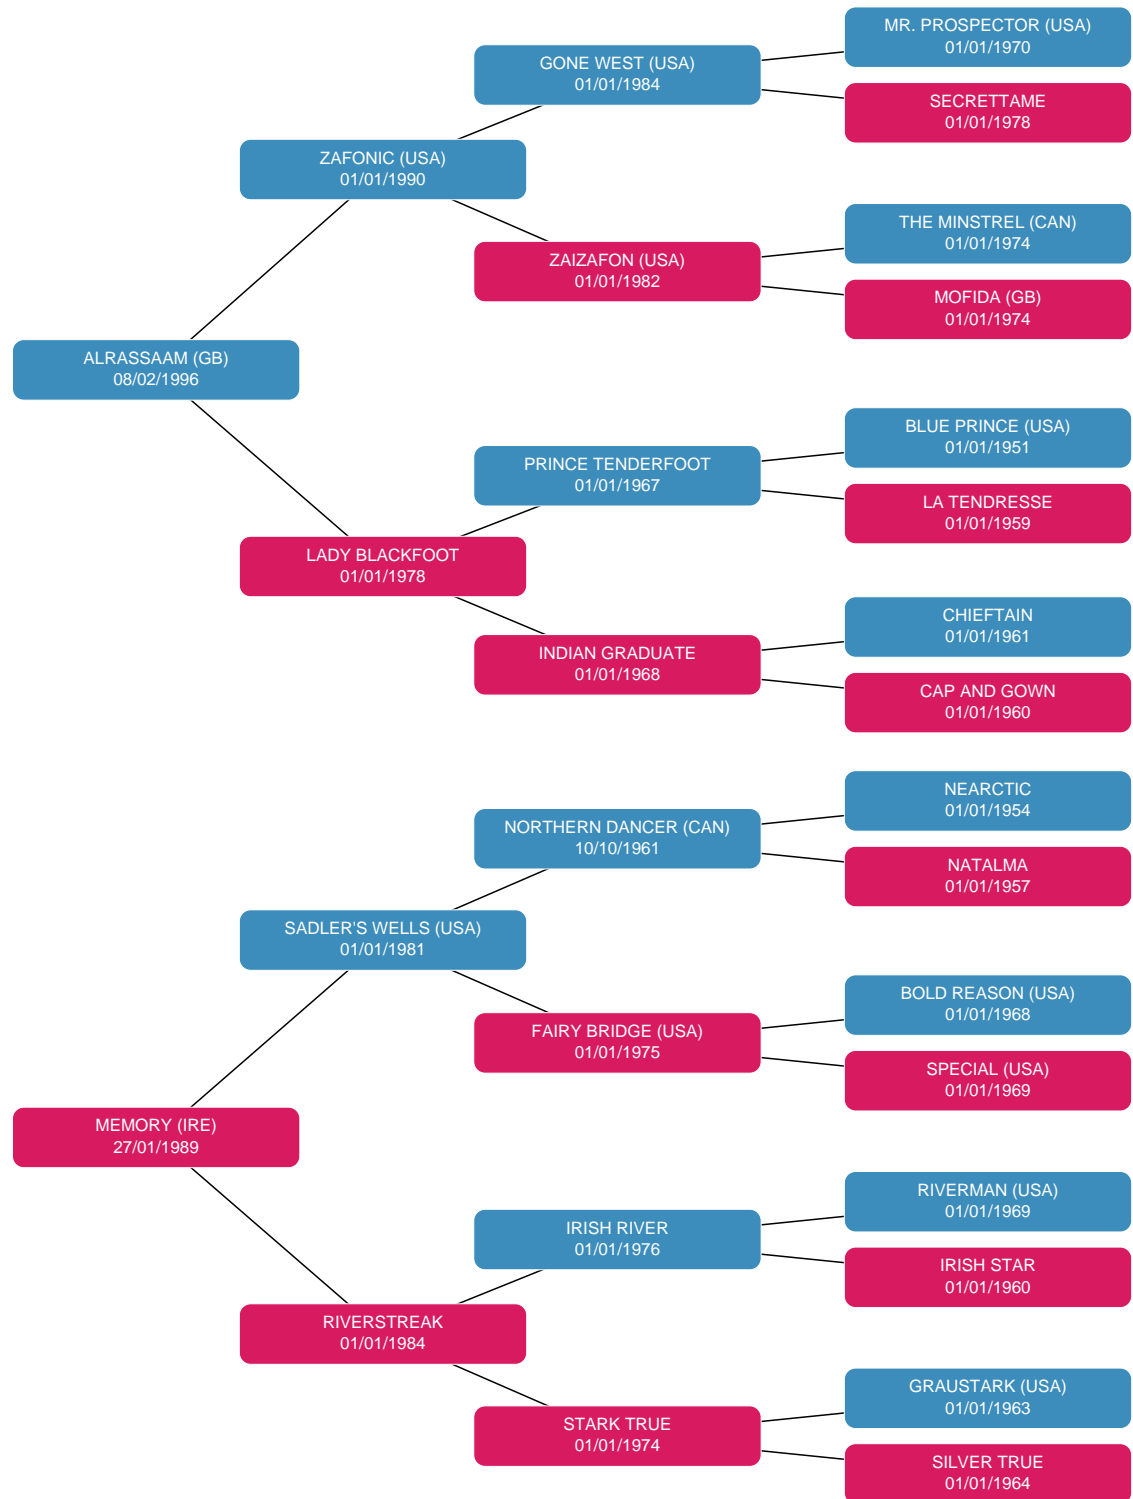 MR. PROSPECTOR (USA)
01/01/1970
GONE WEST (USA)
01/01/1984
SECRETTAME
01/01/1978
ZAFONIC (USA)
01/01/1990
THE MINSTREL (CAN)
01/01/1974
ZAIZAFON (USA)
01/01/1982
MOFIDA (GB)
01/01/1974
ALRASSAAM (GB)
08/02/1996
BLUE PRINCE (USA)
01/01/1951
PRINCE TENDERFOOT
01/01/1967
LA TENDRESSE
01/01/1959
LADY BLACKFOOT
01/01/1978
CHIEFTAIN
01/01/1961
INDIAN GRADUATE
01/01/1968
CAP AND GOWN
01/01/1960
NEARCTIC
01/01/1954
NORTHERN DANCER (CAN)
10/10/1961
NATALMA
01/01/1957
SADLER'S WELLS (USA)
01/01/1981
BOLD REASON (USA)
01/01/1968
FAIRY BRIDGE (USA)
01/01/1975
SPECIAL (USA)
01/01/1969
MEMORY (IRE)
27/01/1989
RIVERMAN (USA)
01/01/1969
IRISH RIVER
01/01/1976
IRISH STAR
01/01/1960
RIVERSTREAK
01/01/1984
GRAUSTARK (USA)
01/01/1963
STARK TRUE
01/01/1974
SILVER TRUE
01/01/1964